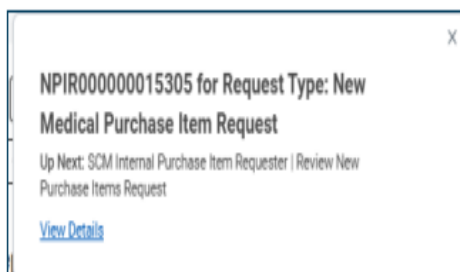 X
NPIR000000015305 for Request Type: New
Medical Purchase Item Request
Up Next: SCM Internal Purchase Item Requester | Review New
Purchase Items Request
View Details